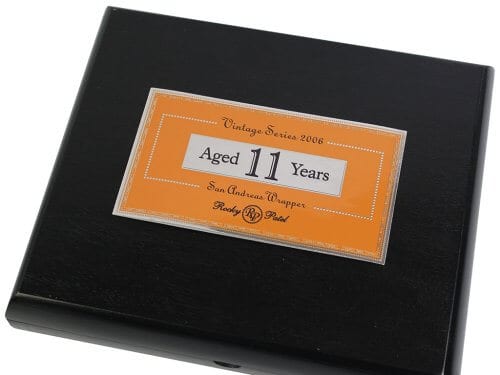 Vintage Series 2006
Aged 11 Years
San Andreas Wrapper
Rocky RP Patel